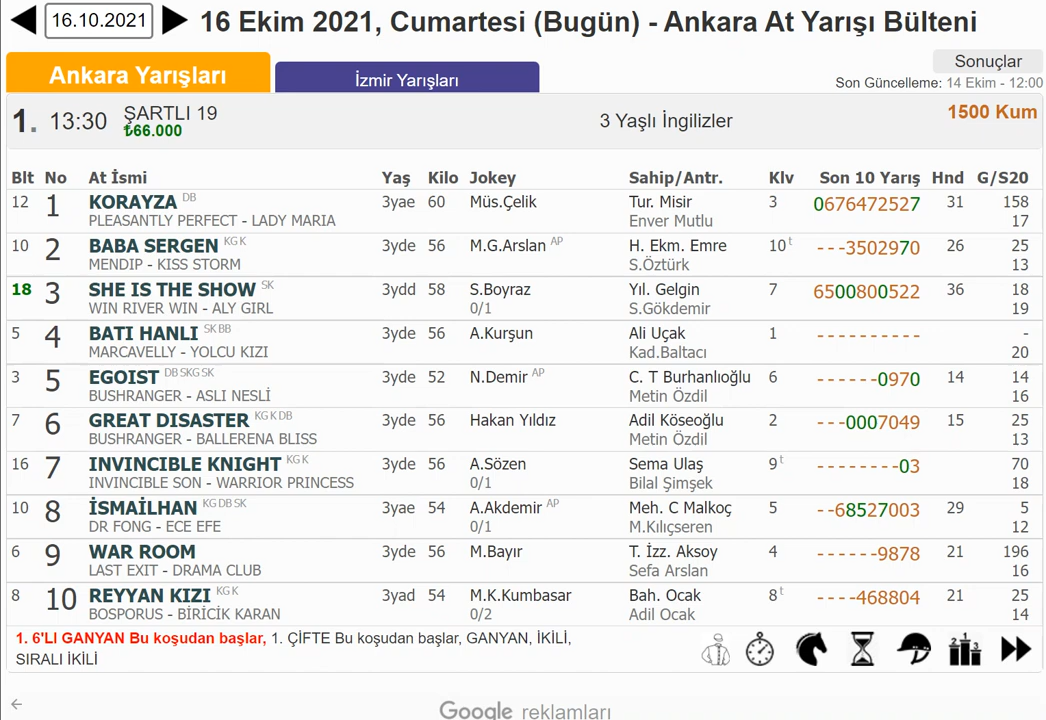 16.10.2021 16 Ekim 2021, Cumartesi (Bugün) - Ankara At Yarışı Bülteni
Sonuçlar
Ankara Yarışları İzmir Yarışları
Son Güncelleme: 14 Ekim - 12:00
1. 13:30 ŞARTLI 19 3 Yaşlı İngilizler 1500 Kum
₺66.000
Blt No At İsmi Yaş Kilo Jokey Sahip/Antr. Klv Son 10 Yarış Hnd G/S20
12 1 KORAYZA DB 3yae 60 Müs.Çelik Tur. Misir 3 0676472527 31 158
PLEASANTLY PERFECT - LADY MARIA Enver Mutlu 17
10 2 BABA SERGEN KG K 3yde 56 M.G.Arslan AP H. Ekm. Emre 10 t ---3502970 26 25
MENDIP - KISS STORM S.Öztürk 13
18 3 SHE IS THE SHOW SK 3ydd 58 S.Boyraz Yıl. Gelgin 7 6500800522 36 18
WIN RIVER WIN - ALY GIRL 0/1 S.Gökdemir 19
5 4 BATI HANLI SK BB 3yde 56 A.Kurşun Ali Uçak 1 ---------- -
MARCAVELLY - YOLCU KIZI Kad.Baltacı 20
3 5 EGOIST DB SKG SK 3yde 52 N.Demir AP C. T Burhanlıoğlu 6 ------0970 14 14
BUSHRANGER - ASLI NESLİ Metin Özdil 16
7 6 GREAT DISASTER KG K DB 3yde 56 Hakan Yıldız Adil Köseoğlu 2 ---0007049 15 25
BUSHRANGER - BALLERENA BLISS Metin Özdil 13
16 7 INVINCIBLE KNIGHT KG K 3yde 56 A.Sözen Sema Ulaş 9 t --------03 70
INVINCIBLE SON - WARRIOR PRINCESS 0/1 Bilal Şimşek 18
10 8 İSMAİLHAN KG DB SK 3yae 54 A.Akdemir AP Meh. C Malkoç 5 --68527003 29 5
DR FONG - ECE EFE 0/1 M.Kılıçseren 12
6 9 WAR ROOM 3yde 56 M.Bayır T. İzz. Aksoy 4 ------9878 21 196
LAST EXIT - DRAMA CLUB Sefa Arslan 16
8 10 REYYAN KIZI KG K 3yad 54 M.K.Kumbasar Bah. Ocak 8 t ----468804 21 25
BOSPORUS - BİRİCİK KARAN 0/2 Adil Ocak 14
1. 6'LI GANYAN Bu koşudan başlar, 1. ÇİFTE Bu koşudan başlar, GANYAN, İKİLİ,
SIRALI İKİLİ
2 1 3
Google reklamları